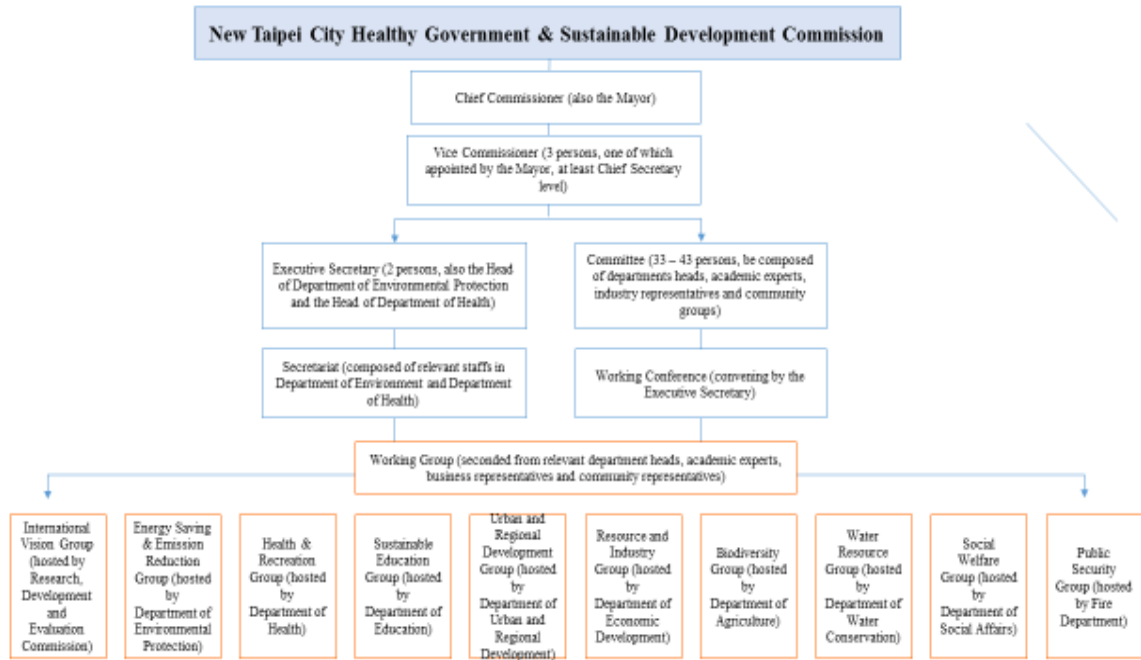 New Taipei City Healthy Government & Sustainable Development Commission
Chief Commissioner (also the Mayor)
Vice Commissioner (3 persons, one of which
appointed by the Mayor, at least Chief Secretary
level)
Executive Secretary (2 persons, also the Head
of Department of Environmental Protection
and the Head of Department of Health)
Committee (33 – 43 persons, be composed
of departments heads, academic experts,
industry representatives and community
groups)
Secretariat (composed of relevant staffs in
Department of Environment and Department
of Health)
Working Conference (convening by the
Executive Secretary)
Working Group (seconded from relevant department heads, academic experts,
business representatives and community representatives)
International
Vision Group
(hosted by
Research,
Development
and
Evaluation
Commission)
Energy Saving
& Emission
Reduction
Group (hosted
by
Department of
Environmental
Protection)
Health &
Recreation
Group (hosted
by
Department of
Health)
Sustainable
Education
Group (hosted
by
Department of
Education)
Urban and
Regional
Development
Group (hosted
by
Department of
Urban and
Regional
Development)
Resource and
Industry
Group (hosted
by
Department of
Economic
Development)
Biodiversity
Group (hosted
by
Department of
Agriculture)
Water
Resource
Group (hosted
by
Department of
Water
Conservation)
Social
Welfare
Group (hosted
by
Department of
Social Affairs)
Public
Security
Group (hosted
by Fire
Department)